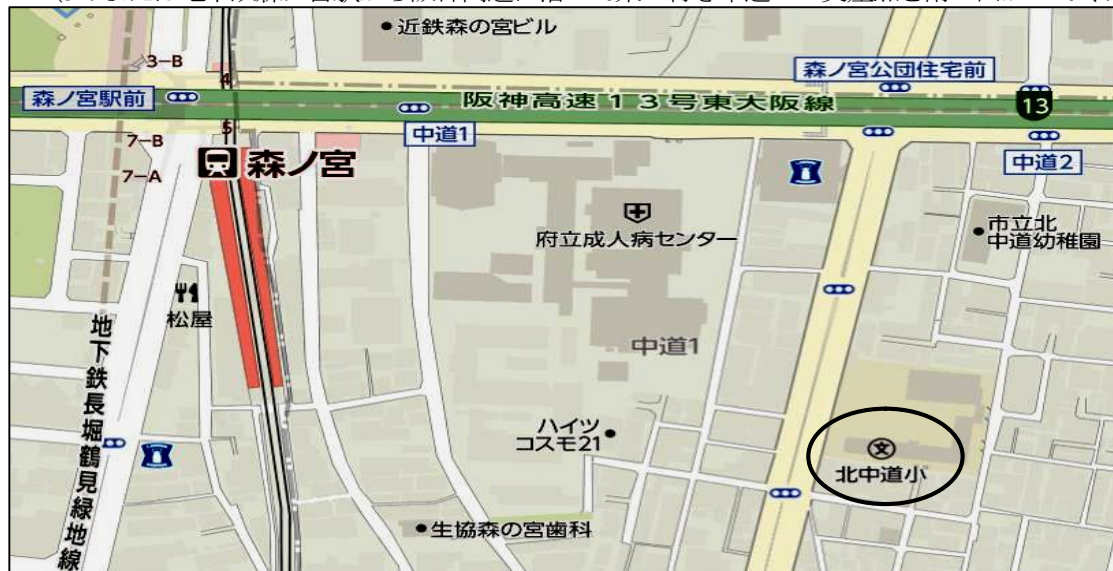 近鉄森の宮ビル
3-B
4
森ノ宮公団住宅前
森ノ宮駅前
阪神高速13号東大阪線
13
中道1
5
7-B
中道2
森ノ宮
7-A
府立成人病センター
市立北
中道幼稚園
松屋
中道1
地下鉄長堀鶴見緑地線
ハイツ
コスモ21
文
北中道小
生協森の宮歯科